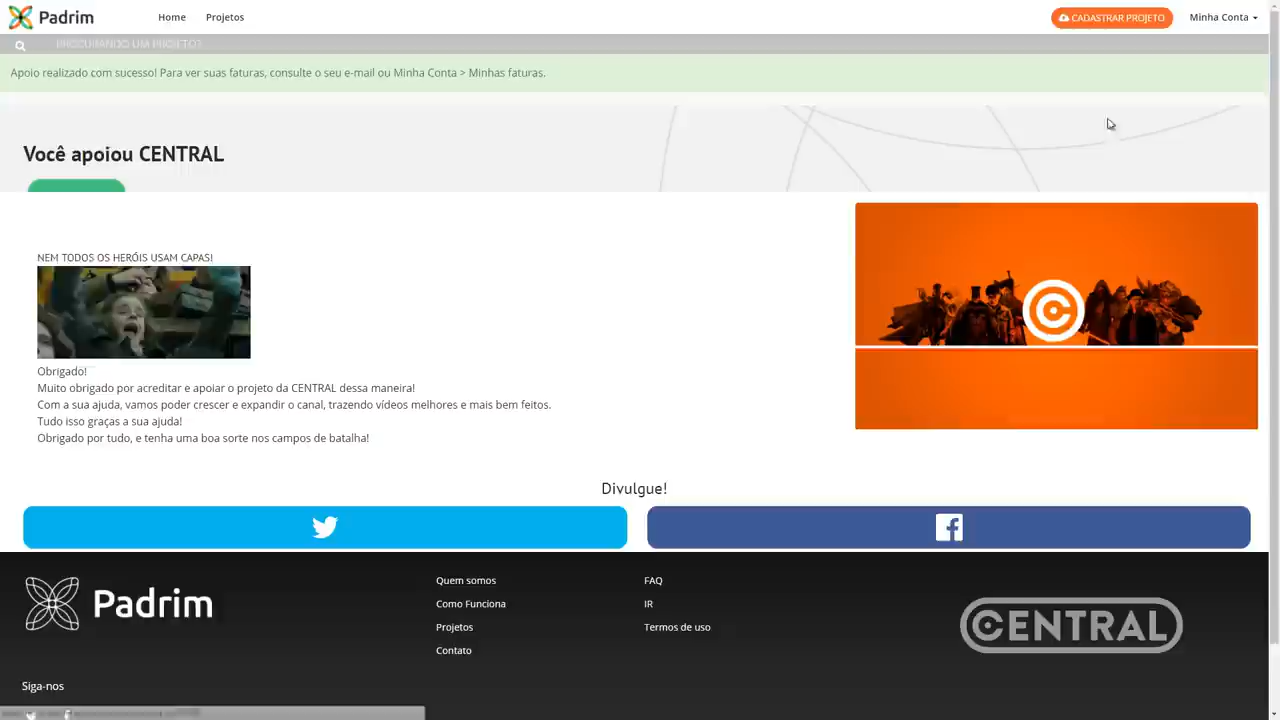 Padrim
Home
Projetos
CADASTRAR PROJETO
Minha Conta
PROCURANDO UM PROJETO?
Apoio realizado com sucesso! Para ver suas faturas, consulte o seu e-mail ou Minha Conta > Minhas faturas.
Você apoiou CENTRAL
NEM TODOS OS HERÓIS USAM CAPAS!
Obrigado!
Muito obrigado por acreditar e apoiar o projeto da CENTRAL dessa maneira!
Com a sua ajuda, vamos poder crescer e expandir o canal, trazendo vídeos melhores e mais bem feitos.
Tudo isso graças a sua ajuda!
Obrigado por tudo, e tenha uma boa sorte nos campos de batalha!
Divulgue!
Padrim
Quem somos
Como Funciona
Projetos
Contato
FAQ
IR
Termos de uso
CENTRAL
Siga-nos